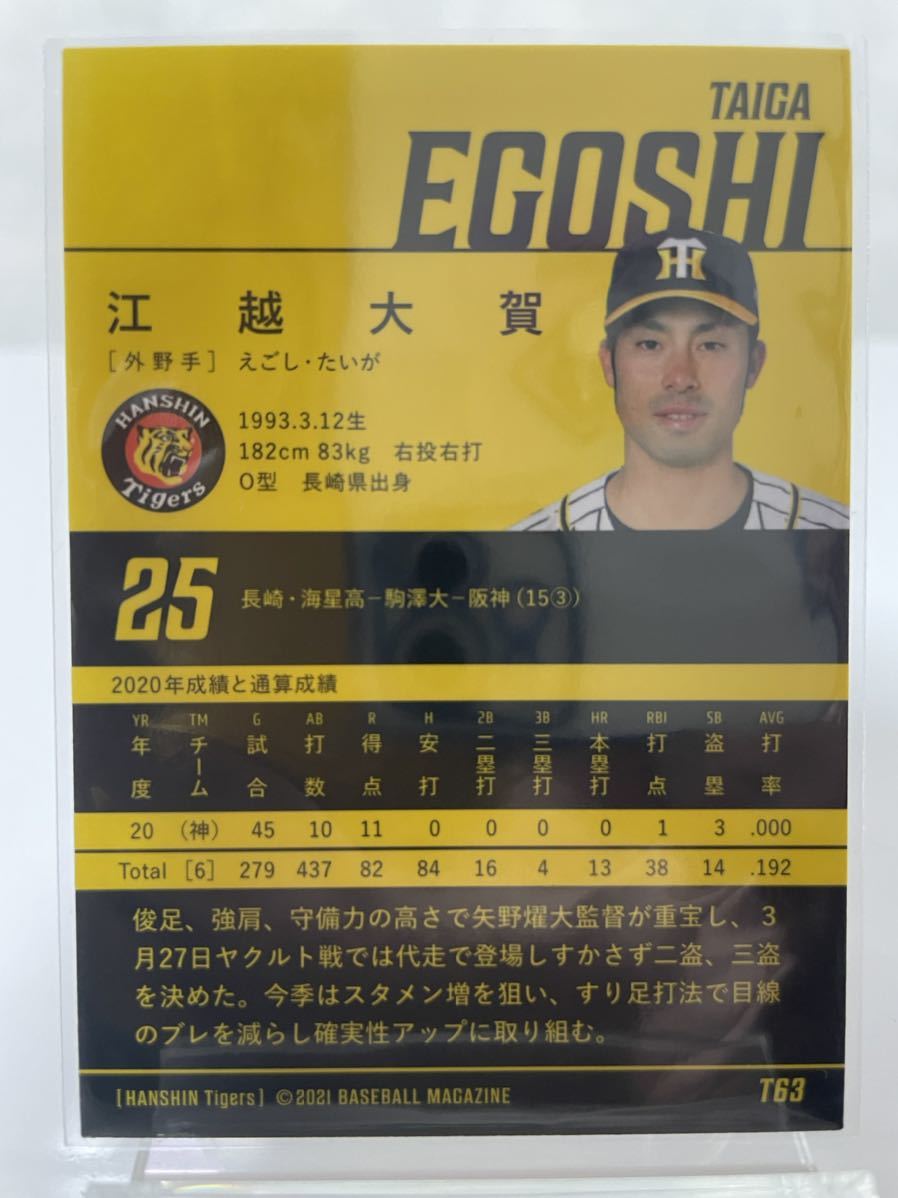 TAIGA
EGOSHI
江越大賀
[外野手] えごし・たいが
HANSHIN
Tigers
1993.3.12生
182cm 83kg 右投右打
O型 長崎県出身
25
長崎・海星高－駒澤大－阪神（15③）
2020年成績と通算成績
YR TM G AB R H 2B 3B HR RBI SB AVG
年度 チーム 試合 打数 得点 安打 二塁打 三塁打 本塁打 打点 盗塁 打率
20 （神） 45 10 11 0 0 0 0 1 3 .000
Total [6] 279 437 82 84 16 4 13 38 14 .192
俊足、強肩、守備力の高さで矢野燿大監督が重宝し、3
月27日ヤクルト戦では代走で登場しすかさず二盗、三盗
を決めた。今季はスタメン増を狙い、すり足打法で目線
のブレを減らし確実性アップに取り組む。
[HANSHIN Tigers] ©2021 BASEBALL MAGAZINE
T63